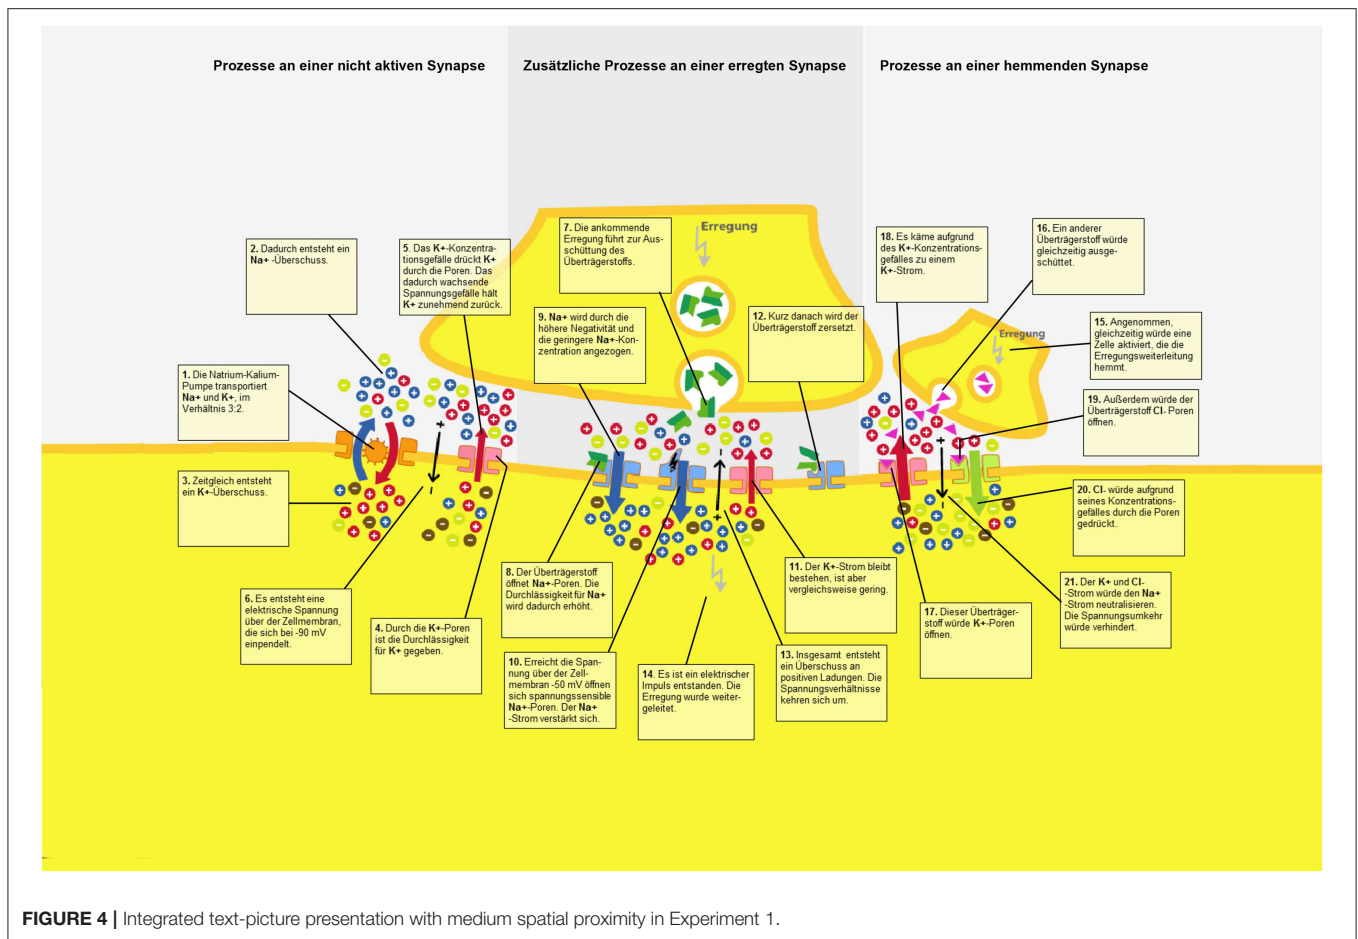 Prozesse an einer nicht aktiven Synapse
Zusätzliche Prozesse an einer erregten Synapse
Prozesse an einer hemmenden Synapse
1. Die Natrium-Kalium-
Pumpe transportiert
Na+ und K+, im
Verhältnis 3:2.
2. Dadurch entsteht ein
Na+ -Überschuss.
3. Zeitgleich entsteht
ein K+-Überschuss.
4. Durch die K+-Poren
ist die Durchlässigkeit
für K+ gegeben.
5. Das K+-Konzentra-
tionsgefälle drückt K+
durch die Poren. Das
dadurch wachsende
Spannungsgefälle hält
K+ zunehmend zurück.
6. Es entsteht eine
elektrische Spannung
über der Zellmembran,
die sich bei -90 mV
einpendelt.
7. Die ankommende
Erregung führt zur Aus-
schüttung des
Überträgerstoffs.
Erregung
8. Der Überträgerstoff
öffnet Na+-Poren. Die
Durchlässigkeit für Na+
wird dadurch erhöht.
9. Na+ wird durch die
höhere Negativität und
die geringere Na+-Kon-
zentration angezogen.
10. Erreicht die Span-
nung über der Zell-
membran -50 mV öffnen
sich spannungssensible
Na+-Poren. Der Na+
-Strom verstärkt sich.
11. Der K+-Strom bleibt
bestehen, ist aber
vergleichsweise gering.
12. Kurz danach wird der
Überträgerstoff zersetzt.
13. Insgesamt entsteht
ein Überschuss an
positiven Ladungen. Die
Spannungsverhältnisse
kehren sich um.
14. Es ist ein elektrischer
Impuls entstanden. Die
Erregung wurde weiter-
geleitet.
15. Angenommen,
gleichzeitig würde eine
Zelle aktiviert, die die
Erregungsweiterleitung
hemmt.
Erregung
16. Ein anderer
Überträgerstoff würde
gleichzeitig ausge-
schüttet.
17. Dieser Überträger-
stoff würde K+-Poren
öffnen.
18. Es käme aufgrund
des K+-Konzentrations-
gefälles zu einem
K+-Strom.
19. Außerdem würde der
Überträgerstoff Cl- Poren
öffnen.
20. Cl- würde aufgrund
seines Konzentrations-
gefälles durch die Poren
gedrückt.
21. Der K+ und Cl-
-Strom würde den Na+
-Strom neutralisieren.
Die Spannungsumkehr
würde verhindert.
FIGURE 4 | Integrated text-picture presentation with medium spatial proximity in Experiment 1.